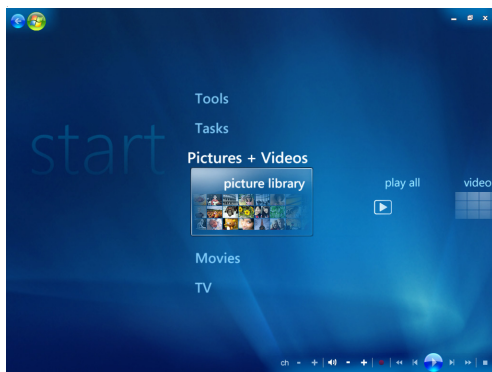 start
Tools
Tasks
Pictures + Videos
picture library
play all
video
Movies
TV
ch - +
- +